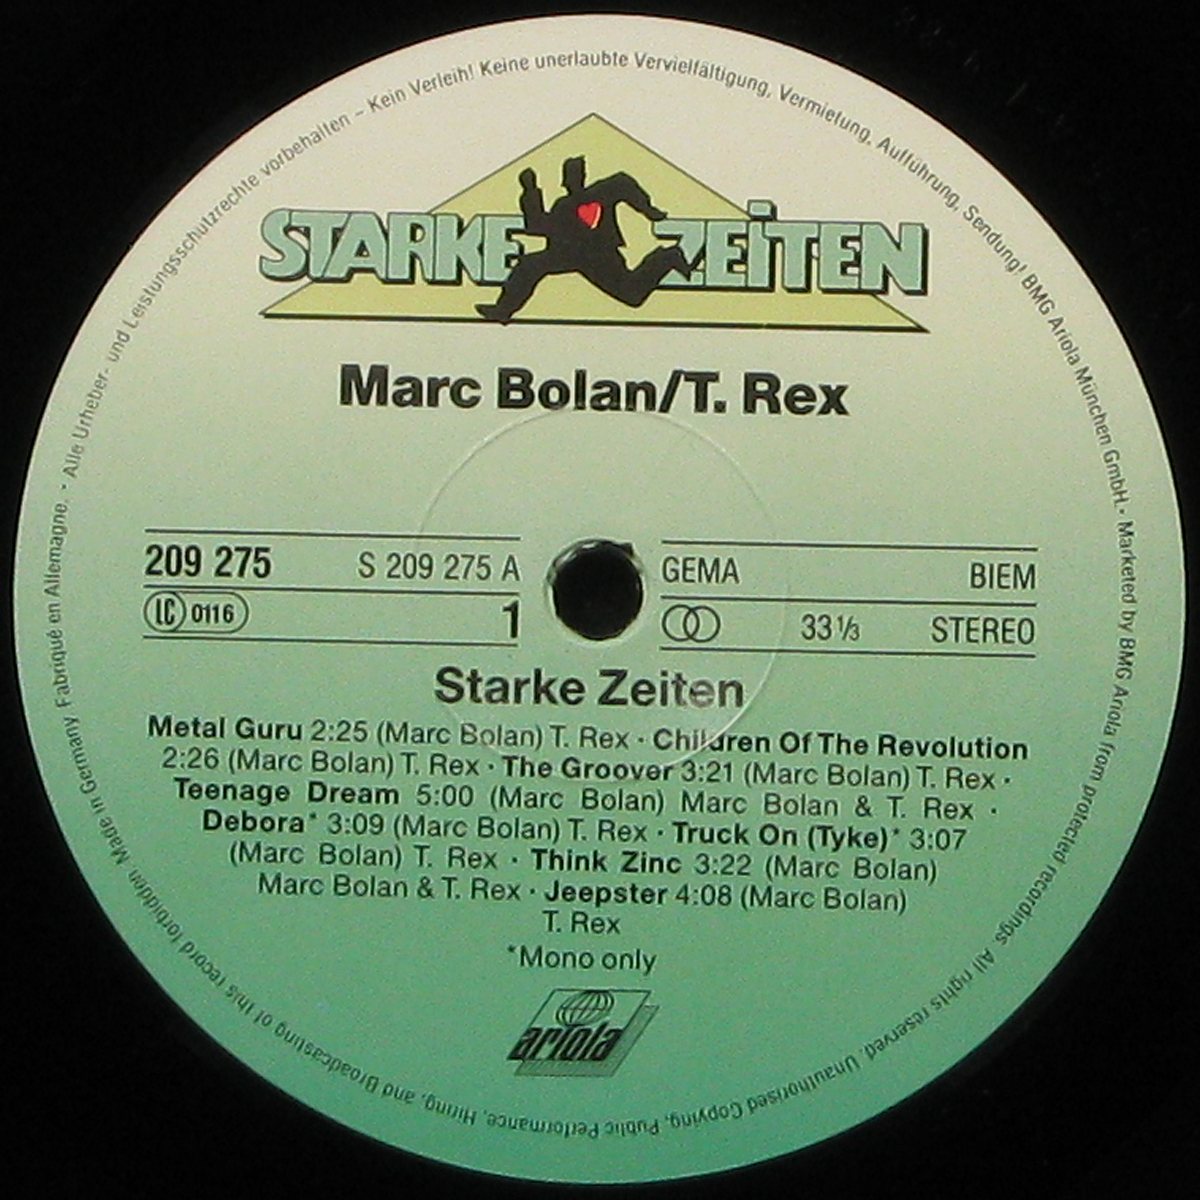 Alle Urheber- und Leistungsschutzrechte vorbehalten – Kein Verleih! Keine unerlaubte Vervielfältigung, Vermietung, Aufführung, Sendung! BMG Ariola München GmbH. • Marketed by BMG Ariola from protected recordings. All rights reserved. Unauthorised Copying, Public Performance, Hiring, and Broadcasting of this record forbidden. Made in Germany Fabriqué en Allemagne. •
STARKE ZEiTEN
Marc Bolan/T. Rex
209 275 S 209 275 A
LC 0116 1
GEMA BIEM
33⅓ STEREO
Starke Zeiten
Metal Guru 2:25 (Marc Bolan) T. Rex · Children Of The Revolution
2:26 (Marc Bolan) T. Rex · The Groover 3:21 (Marc Bolan) T. Rex ·
Teenage Dream 5:00 (Marc Bolan) Marc Bolan & T. Rex ·
Debora* 3:09 (Marc Bolan) T. Rex · Truck On (Tyke)* 3:07
(Marc Bolan) T. Rex · Think Zinc 3:22 (Marc Bolan)
Marc Bolan & T. Rex · Jeepster 4:08 (Marc Bolan)
T. Rex
*Mono only
ariola